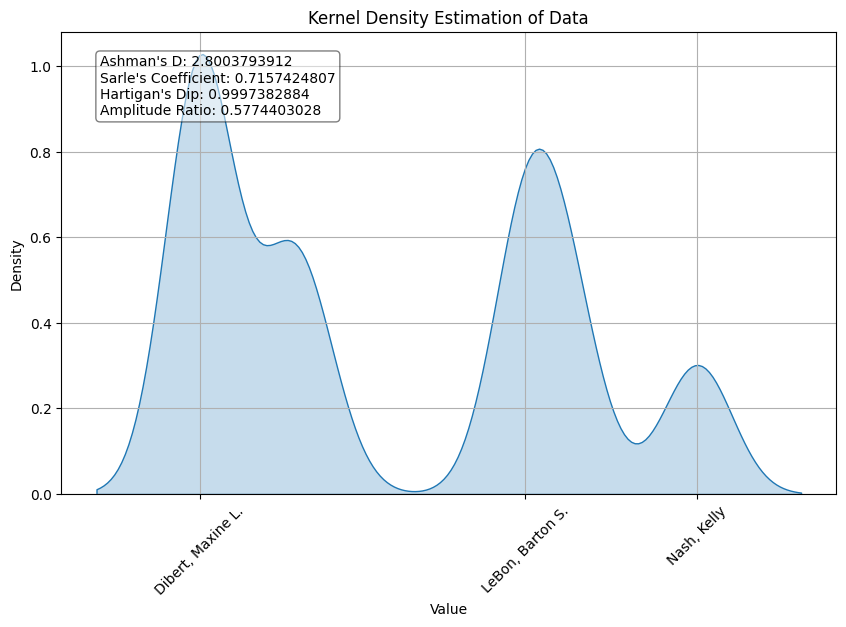 Kernel Density Estimation of Data
Ashman's D: 2.8003793912
Sarle's Coefficient: 0.7157424807
Hartigan's Dip: 0.9997382884
Amplitude Ratio: 0.5774403028
Density
1.0
0.8
0.6
0.4
0.2
0.0
Dibert, Maxine L.
LeBon, Barton S.
Nash, Kelly
Value